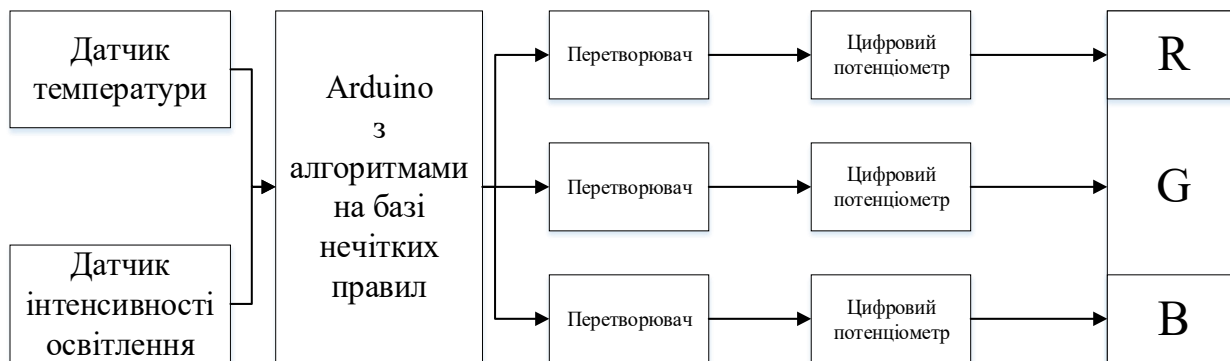 Датчик
температури
Датчик
інтенсивності
освітлення
Arduino
з
алгоритмами
на базі
нечітких
правил
Перетворювач
Цифровий
потенціометр
R
Перетворювач
Цифровий
потенціометр
G
Перетворювач
Цифровий
потенціометр
B